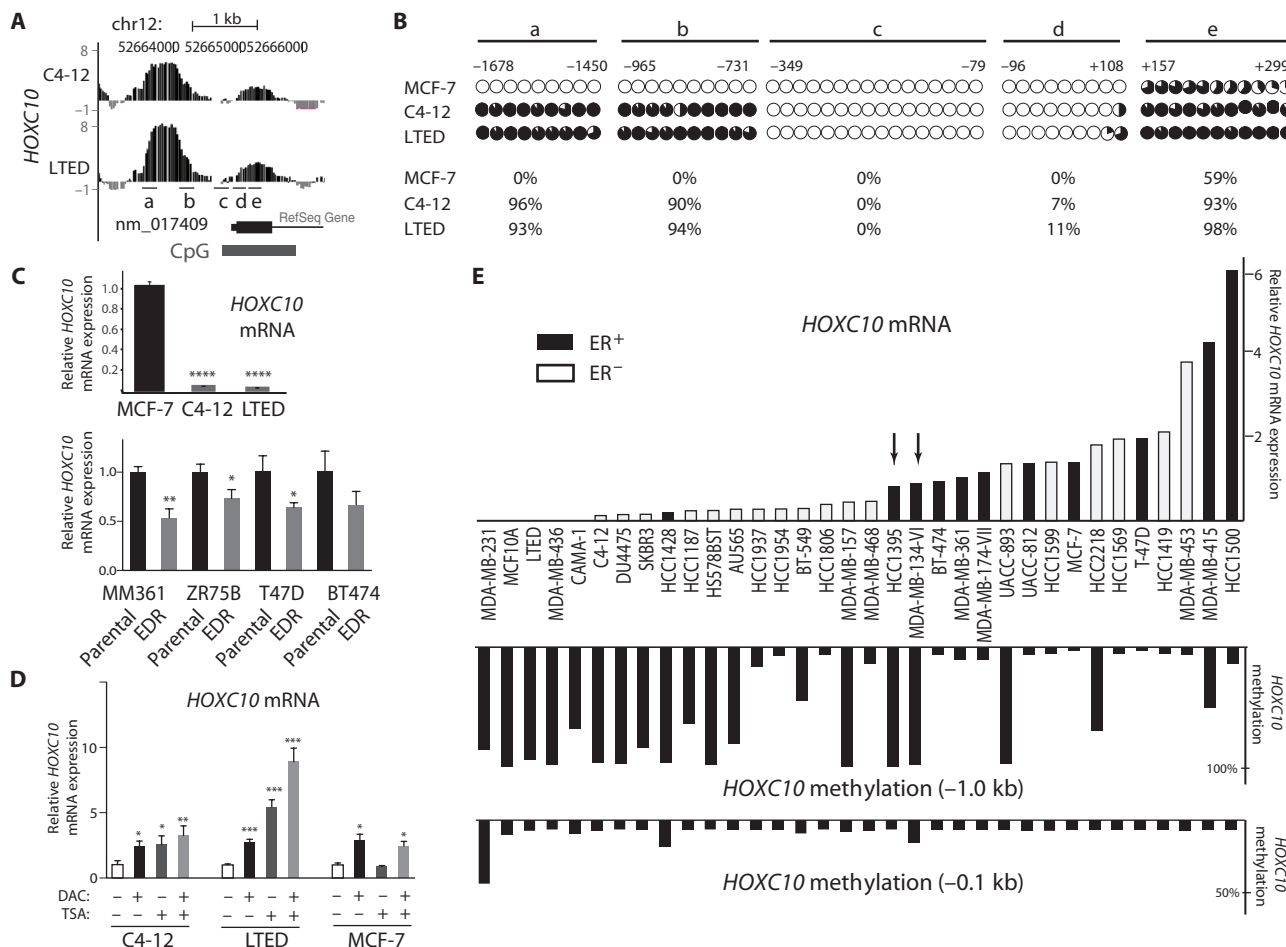 A
chr12:
1 kb
52664000 52665000 52666000
HOXC10
8
C4-12
–1
8
LTED
–1
a b c d e
nm_017409
RefSeq Gene
CpG
B
a b c d e
–1678 –1450 –965 –731 –349 –79 –96 +108 +157 +299
MCF-7
C4-12
LTED
MCF-7 0% 0% 0% 0% 59%
C4-12 96% 90% 0% 7% 93%
LTED 93% 94% 0% 11% 98%
C
Relative HOXC10
mRNA expression
1.0
0.8
0.6
0.4
0.2
HOXC10
mRNA
**** ****
MCF-7 C4-12 LTED
Relative HOXC10
mRNA expression
1.0
0.5
0.0
** * *
MM361 ZR75B T47D BT474
Parental EDR Parental EDR Parental EDR Parental EDR
D
HOXC10 mRNA
Relative HOXC10
mRNA expression
10
5
0
* * ** *** *** *** * *
DAC: – + – + – + – + – + – +
TSA: – – + + – – + + – – + +
C4-12 LTED MCF-7
E
HOXC10 mRNA
ER+
ER–
6
4
2
Relative HOXC10
mRNA expression
MDA-MB-231
MCF10A
LTED
MDA-MB-436
CAMA-1
C4-12
DU4475
SKBR3
HCC1428
HCC1187
HS578BST
AU565
HCC1937
HCC1954
BT-549
HCC1806
MDA-MB-157
MDA-MB-468
HCC1395
MDA-MB-134-VI
BT-474
MDA-MB-361
MDA-MB-174-VII
UACC-893
UACC-812
HCC1599
MCF-7
HCC2218
HCC1569
T-47D
HCC1419
MDA-MB-453
MDA-MB-415
HCC1500
HOXC10
methylation
100%
HOXC10 methylation (–1.0 kb)
HOXC10
methylation
50%
HOXC10 methylation (–0.1 kb)